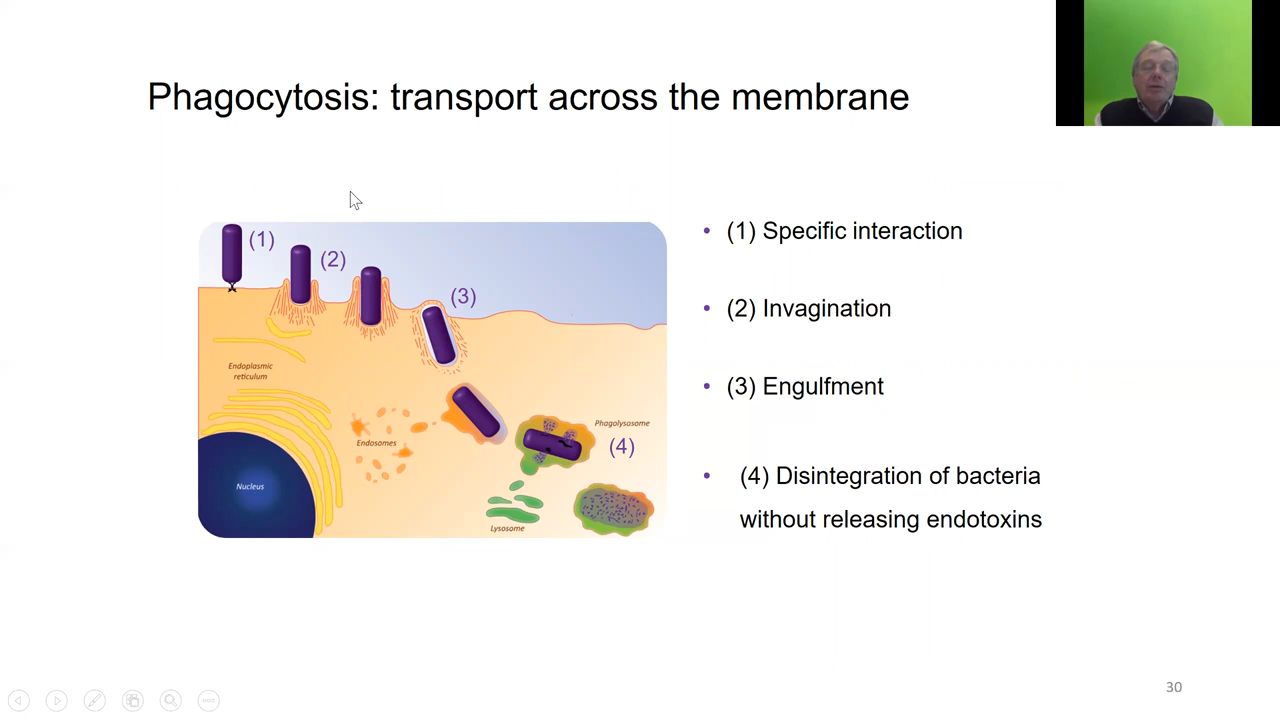 Phagocytosis: transport across the membrane
(1)
(2)
(3)
Endoplasmic
reticulum
Endosomes
Phagolysosome
(4)
Nucleus
Lysosome
• (1) Specific interaction
• (2) Invagination
• (3) Engulfment
• (4) Disintegration of bacteria
without releasing endotoxins
30